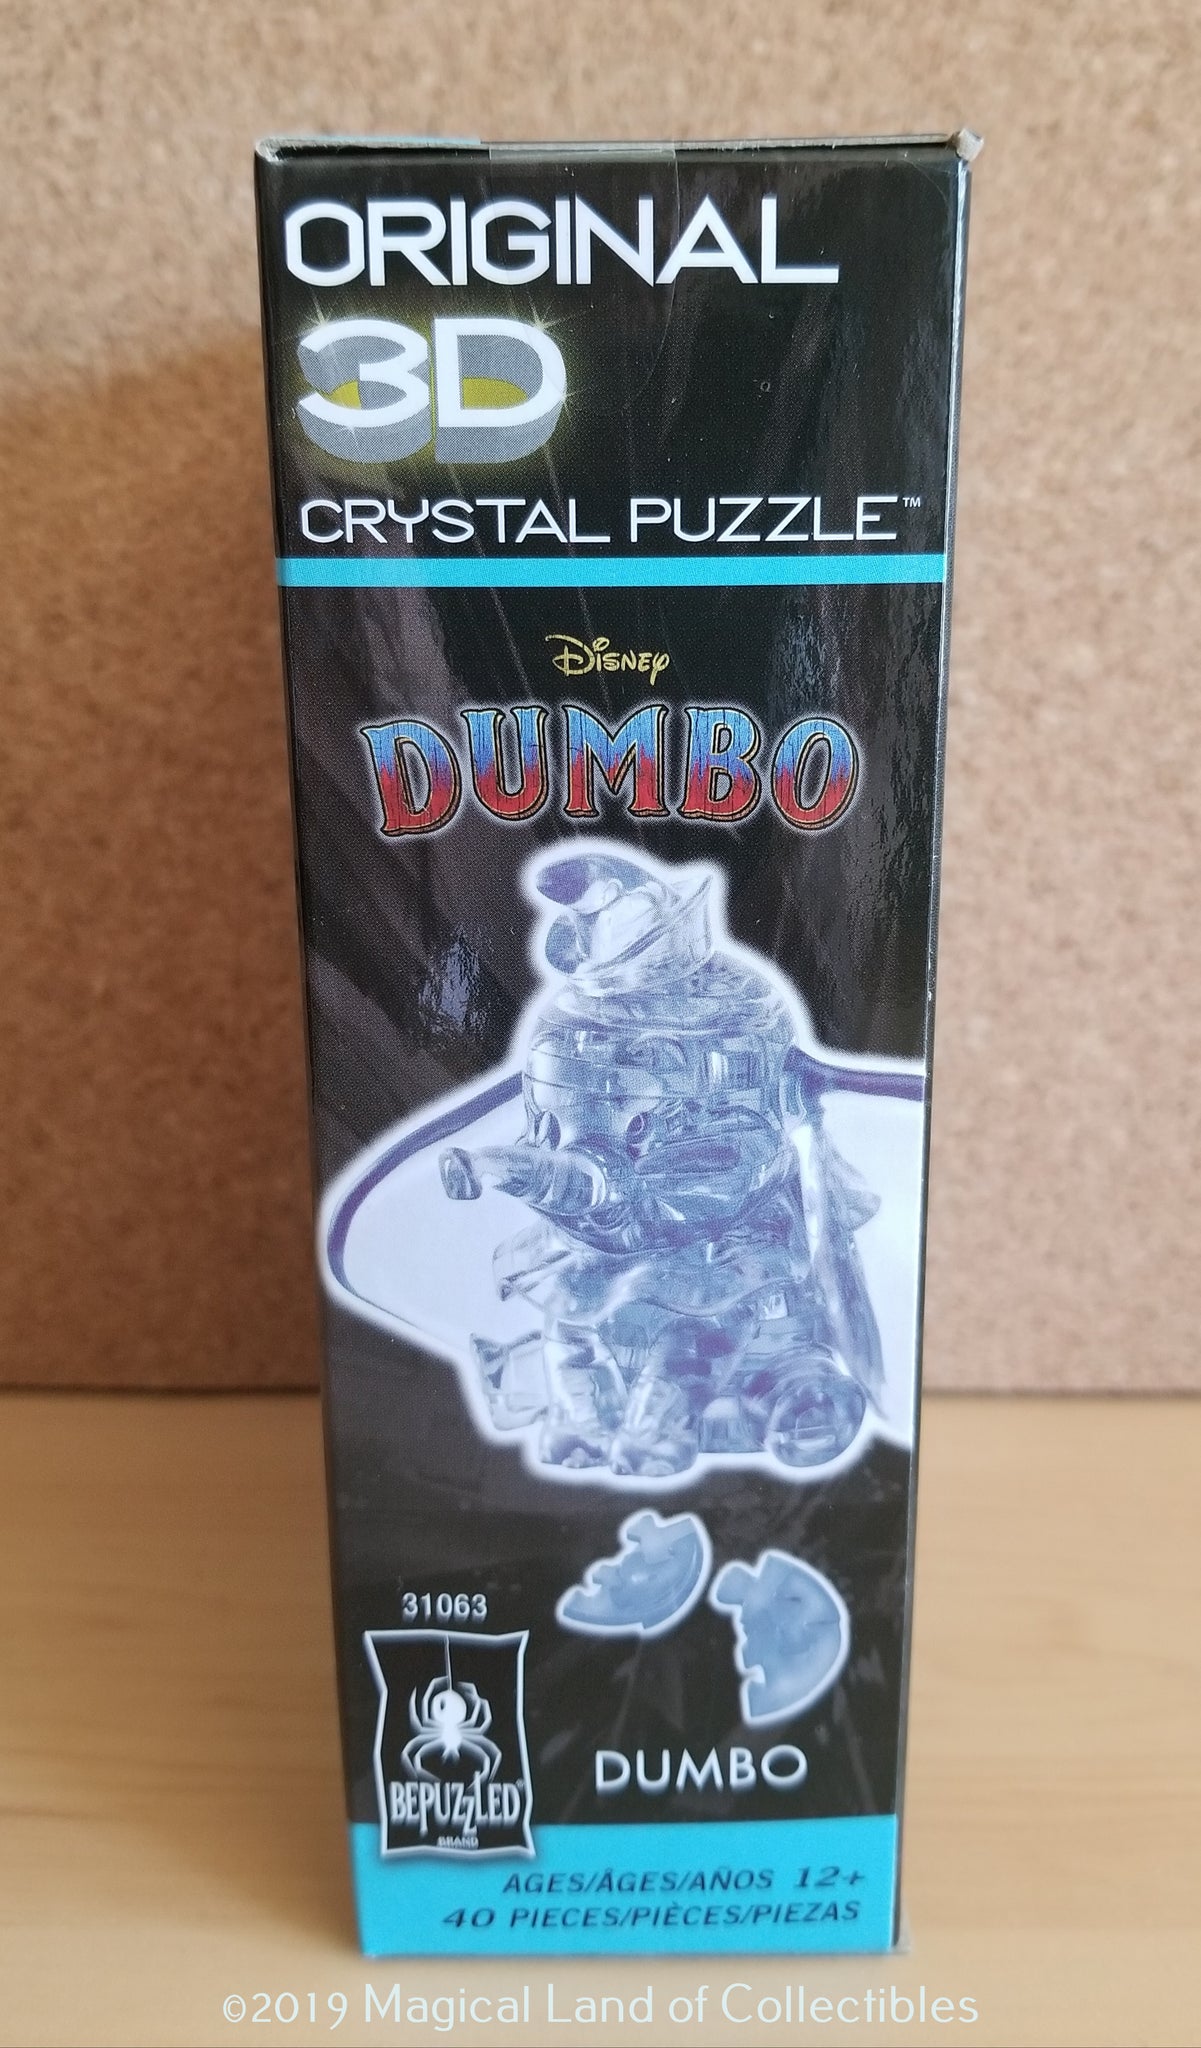 ORIGINAL
3D
CRYSTAL PUZZLE™
Disney
DUMBO
31063
BEPUZZLED®
BRAND
DUMBO
AGES/ÂGES/AÑOS 12+
40 PIECES/PIÈCES/PIEZAS
©2019 Magical Land of Collectibles